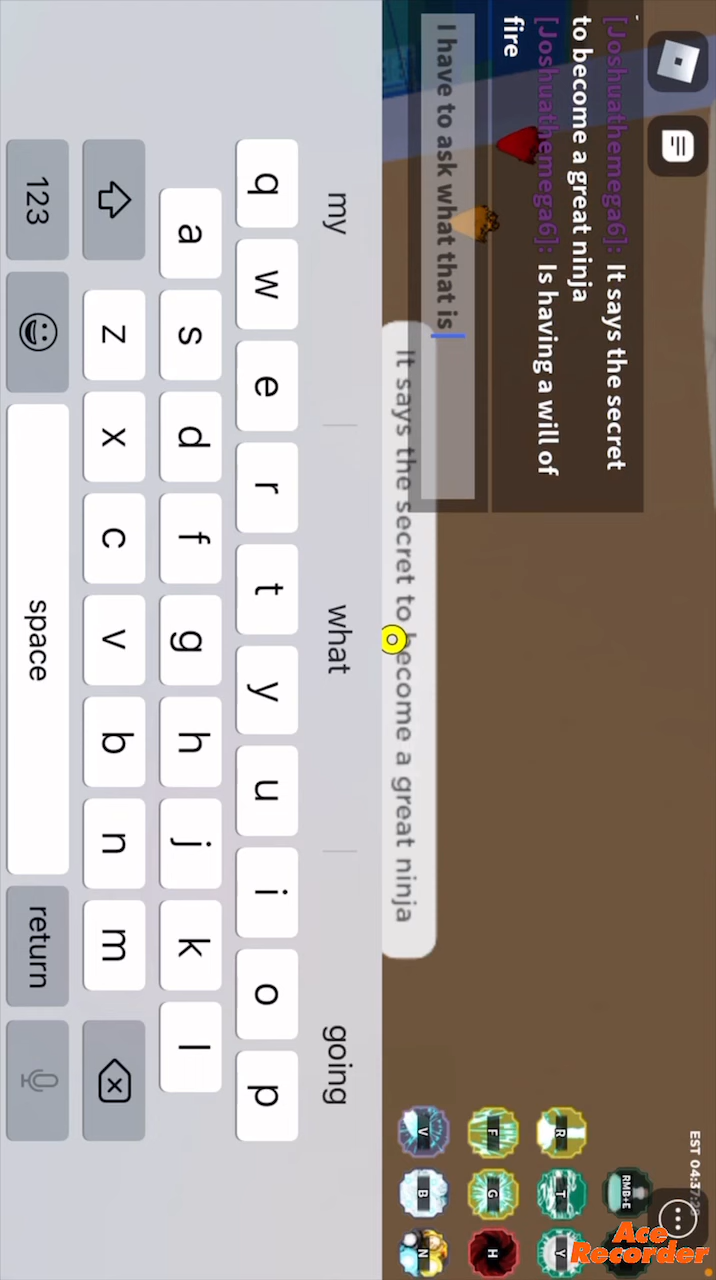 [Joshuathemega6]: It says the secret
to become a great ninja
[Joshuathemega6]: Is having a will of
fire
I have to ask what that is
It says the secret to become a great ninja
EST 04:37:2
RMB+E
R T Y
F G H
V B N
Ace
Recorder
my what going
q w e r t y u i o p
a s d f g h j k l
z x c v b n m
123 space return